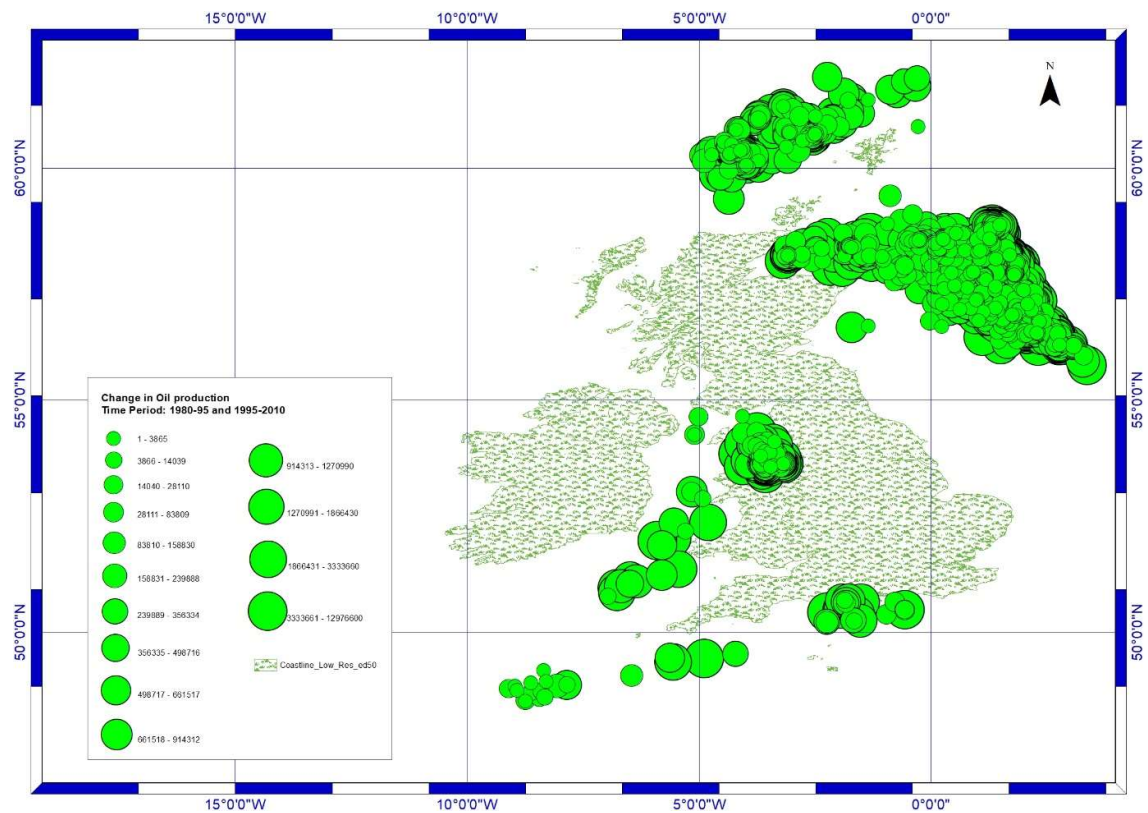 15°0'0"W 10°0'0"W 5°0'0"W 0°0'0"
N
60°0'0"N 60°0'0"N
55°0'0"N 55°0'0"N
50°0'0"N 50°0'0"N
Change in Oil production
Time Period: 1980-95 and 1995-2010
1 - 3865
3866 - 14039
14040 - 28110
28111 - 83809
83810 - 158830
158831 - 239888
239889 - 356334
356335 - 498716
498717 - 661517
661518 - 914312
914313 - 1270990
1270991 - 1866430
1866431 - 3333660
3333661 - 12976600
Coastline_Low_Res_ed50
15°0'0"W 10°0'0"W 5°0'0"W 0°0'0"